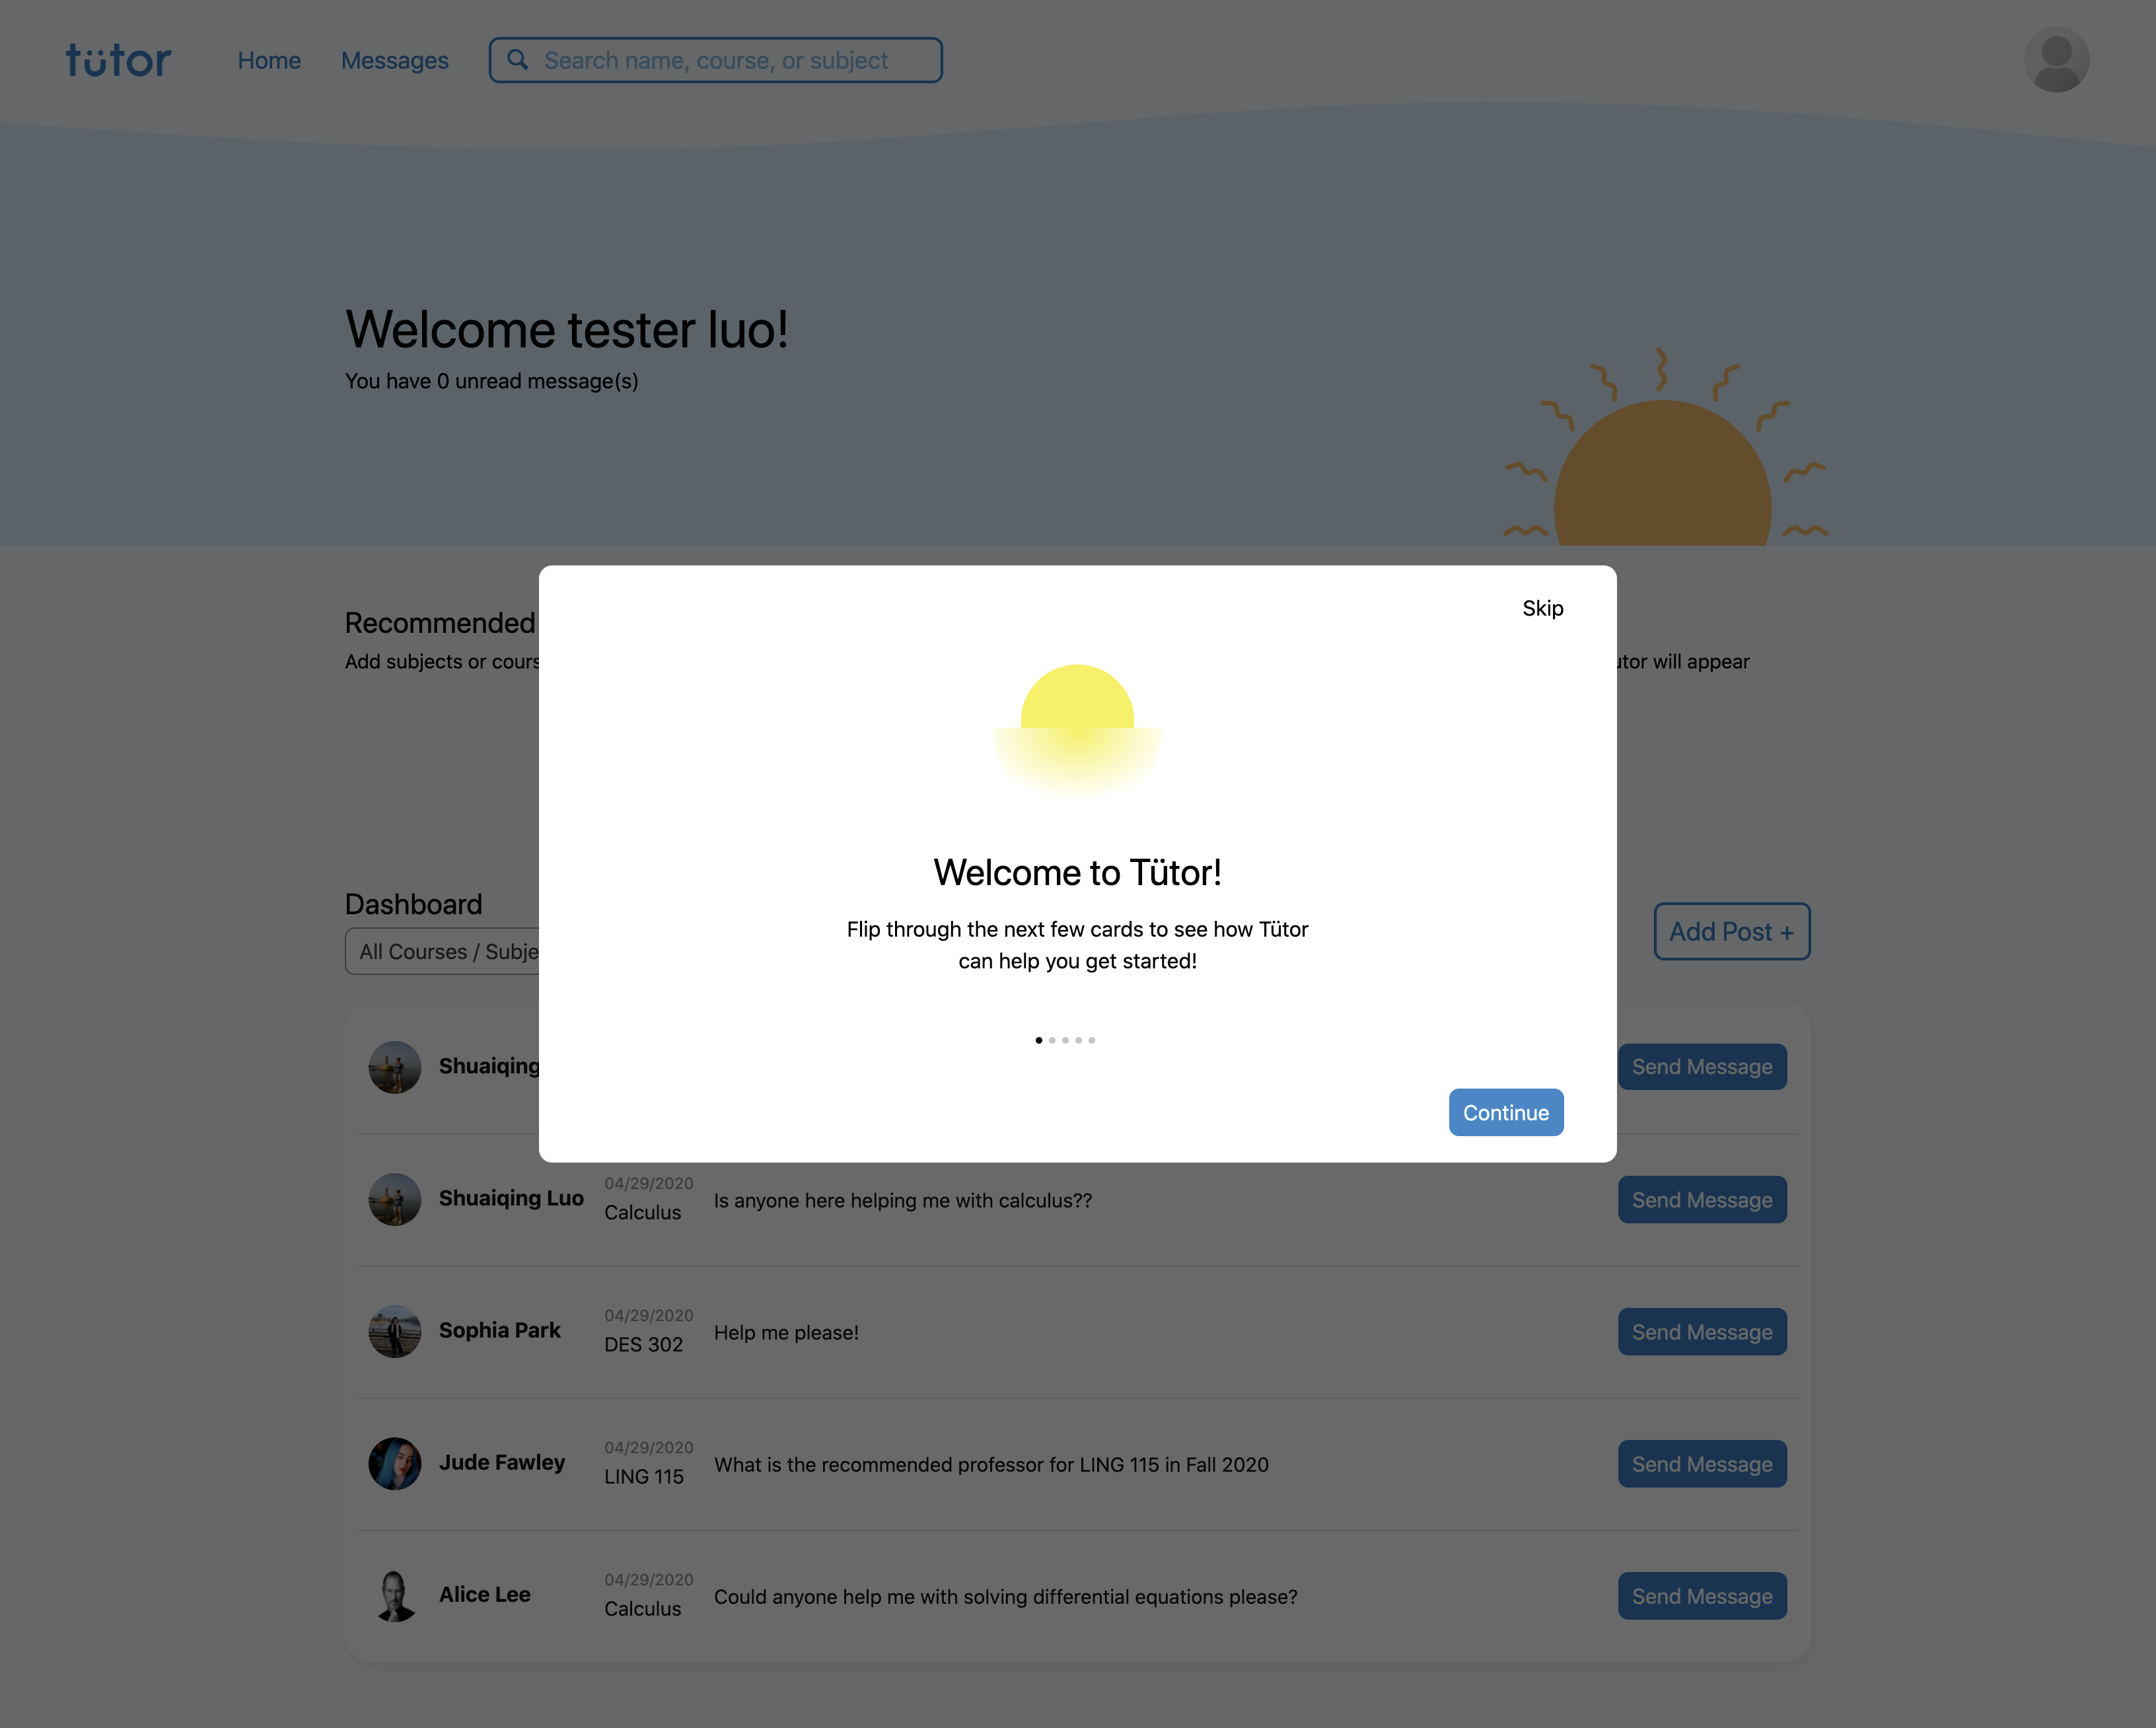 tütor
Home
Messages
Search name, course, or subject
Welcome tester luo!
You have 0 unread message(s)
Recommended
Add subjects or cours
utor will appear
Skip
Welcome to Tütor!
Flip through the next few cards to see how Tütor
can help you get started!
Continue
Dashboard
All Courses / Subje
Add Post +
Shuaiqing
Send Message
Shuaiqing Luo
04/29/2020
Calculus
Is anyone here helping me with calculus??
Send Message
Sophia Park
04/29/2020
DES 302
Help me please!
Send Message
Jude Fawley
04/29/2020
LING 115
What is the recommended professor for LING 115 in Fall 2020
Send Message
Alice Lee
04/29/2020
Calculus
Could anyone help me with solving differential equations please?
Send Message